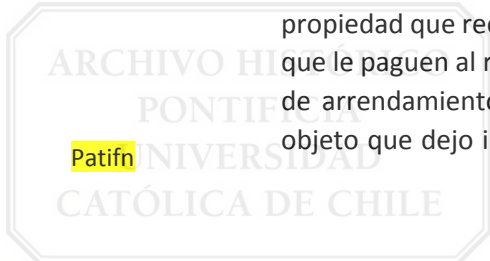 propiedad que
ARCHIVO HISTÓRICO
que le paguen al
PONTIFICIA
de arrendamiento
Patifn
UNIVERSIDAD
objeto que dejo
CATÓLICA DE CHILE